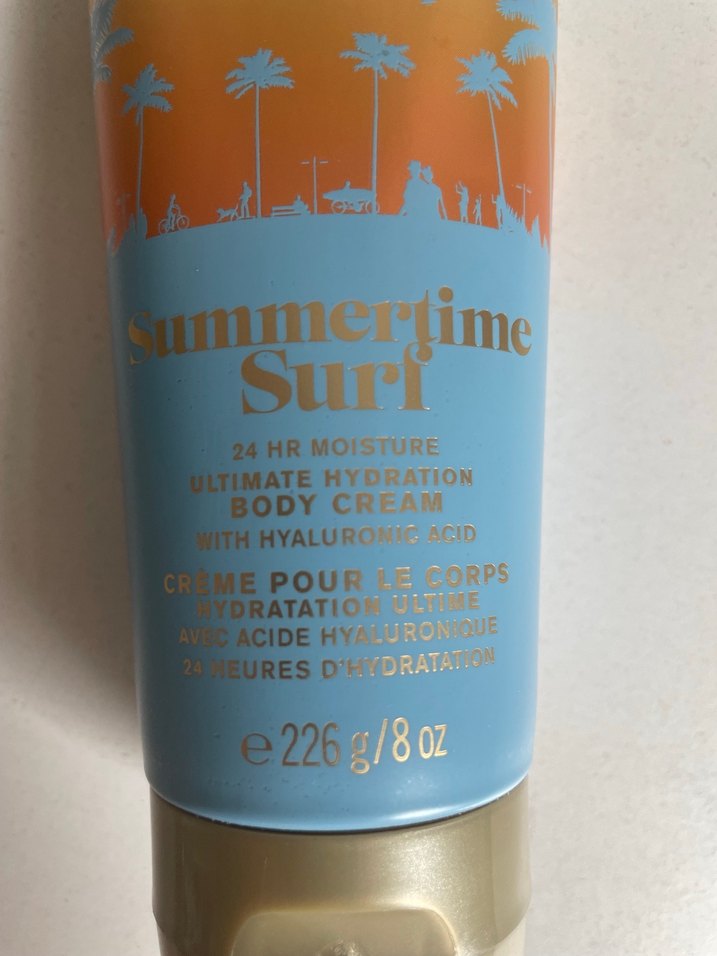 Summertime
Surf
24 HR MOISTURE
ULTIMATE HYDRATION
BODY CREAM
WITH HYALURONIC ACID
CRÈME POUR LE CORPS
HYDRATATION ULTIME
AVEC ACIDE HYALURONIQUE
24 HEURES D'HYDRATATION
℮ 226 g/8 oz